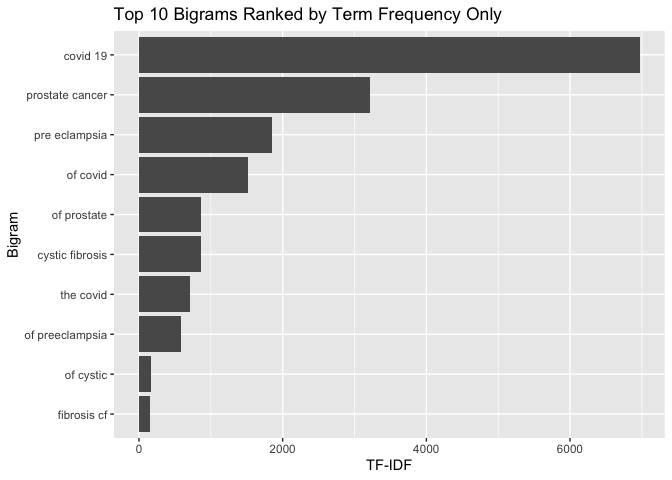 Top 10 Bigrams Ranked by Term Frequency Only
covid 19
prostate cancer
pre eclampsia
of covid
of prostate
cystic fibrosis
the covid
of preeclampsia
of cystic
fibrosis cf
Bigram
0 2000 4000 6000
TF-IDF